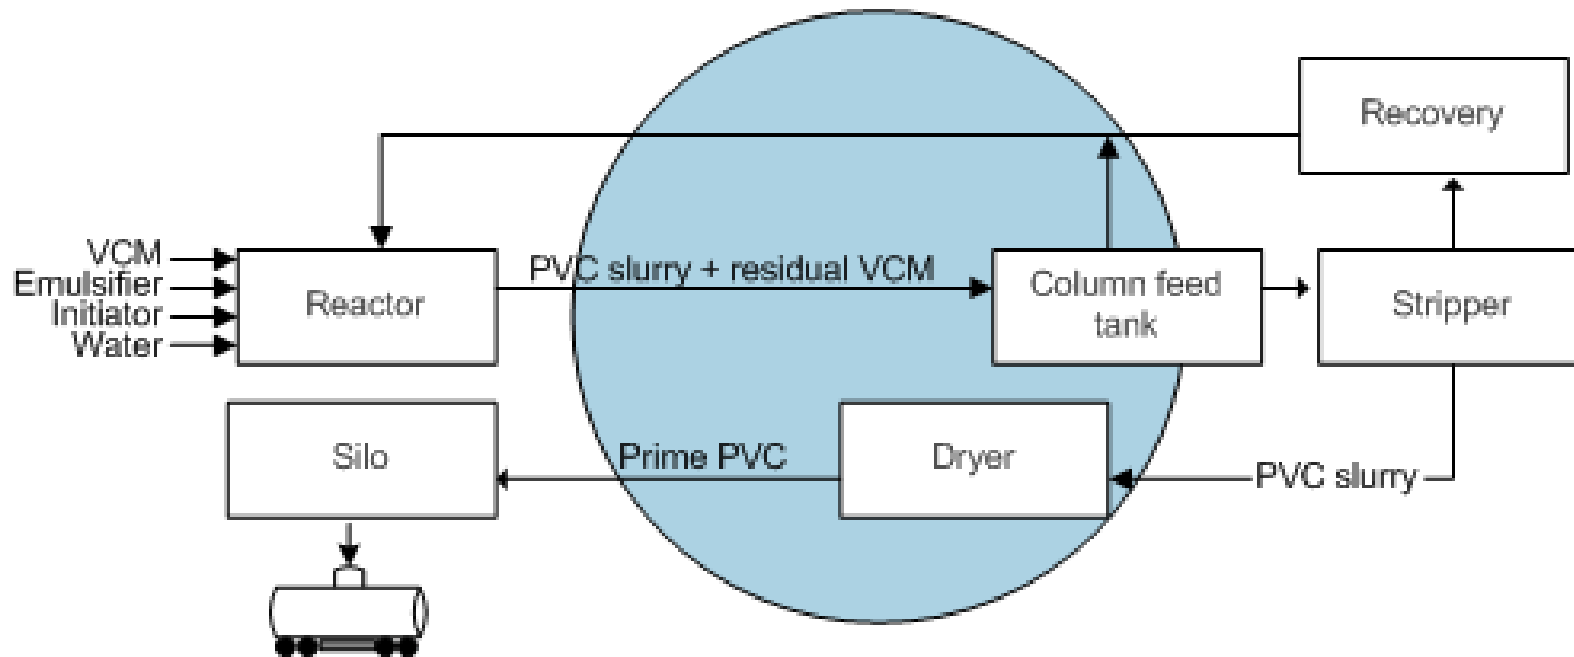 Recovery
VCM
Emulsifier
Initiator
Water
Reactor
PVC slurry + residual VCM
Column feed
tank
Stripper
Silo
Prime PVC
Dryer
PVC slurry